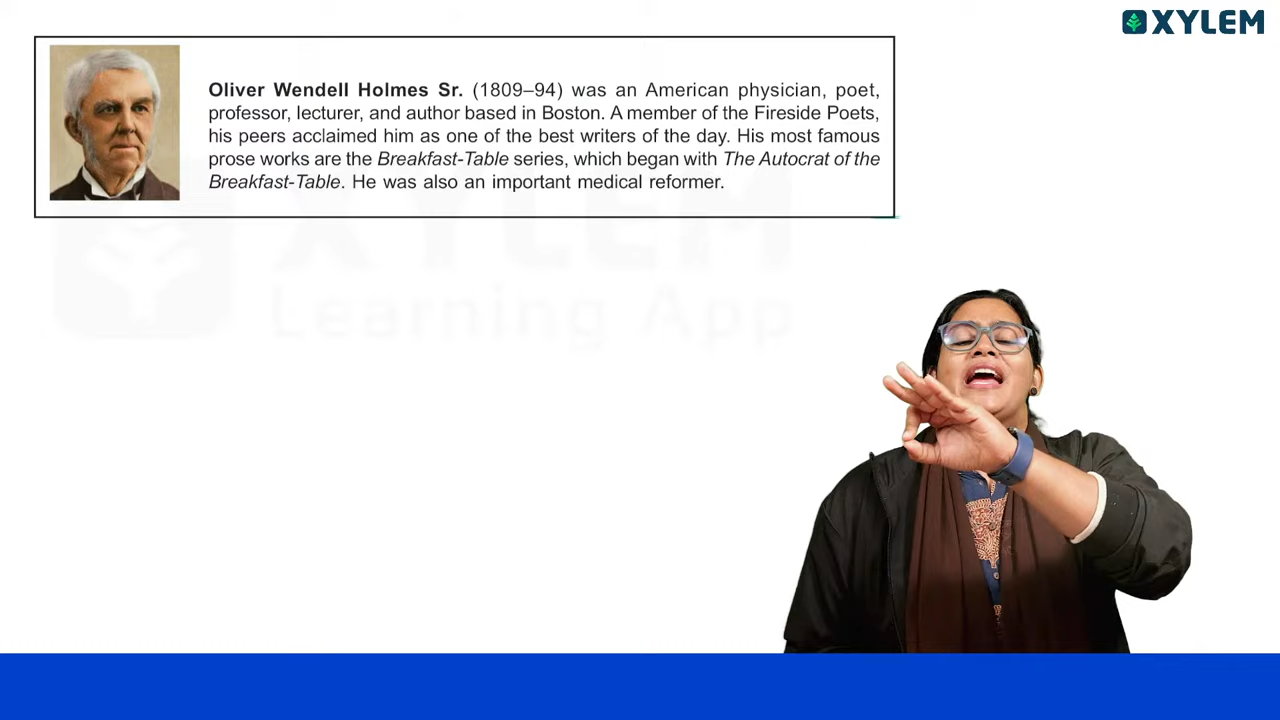 XYLEM
Oliver Wendell Holmes Sr. (1809–94) was an American physician, poet,
professor, lecturer, and author based in Boston. A member of the Fireside Poets,
his peers acclaimed him as one of the best writers of the day. His most famous
prose works are the Breakfast-Table series, which began with The Autocrat of the
Breakfast-Table. He was also an important medical reformer.
XYLEM
Learning App